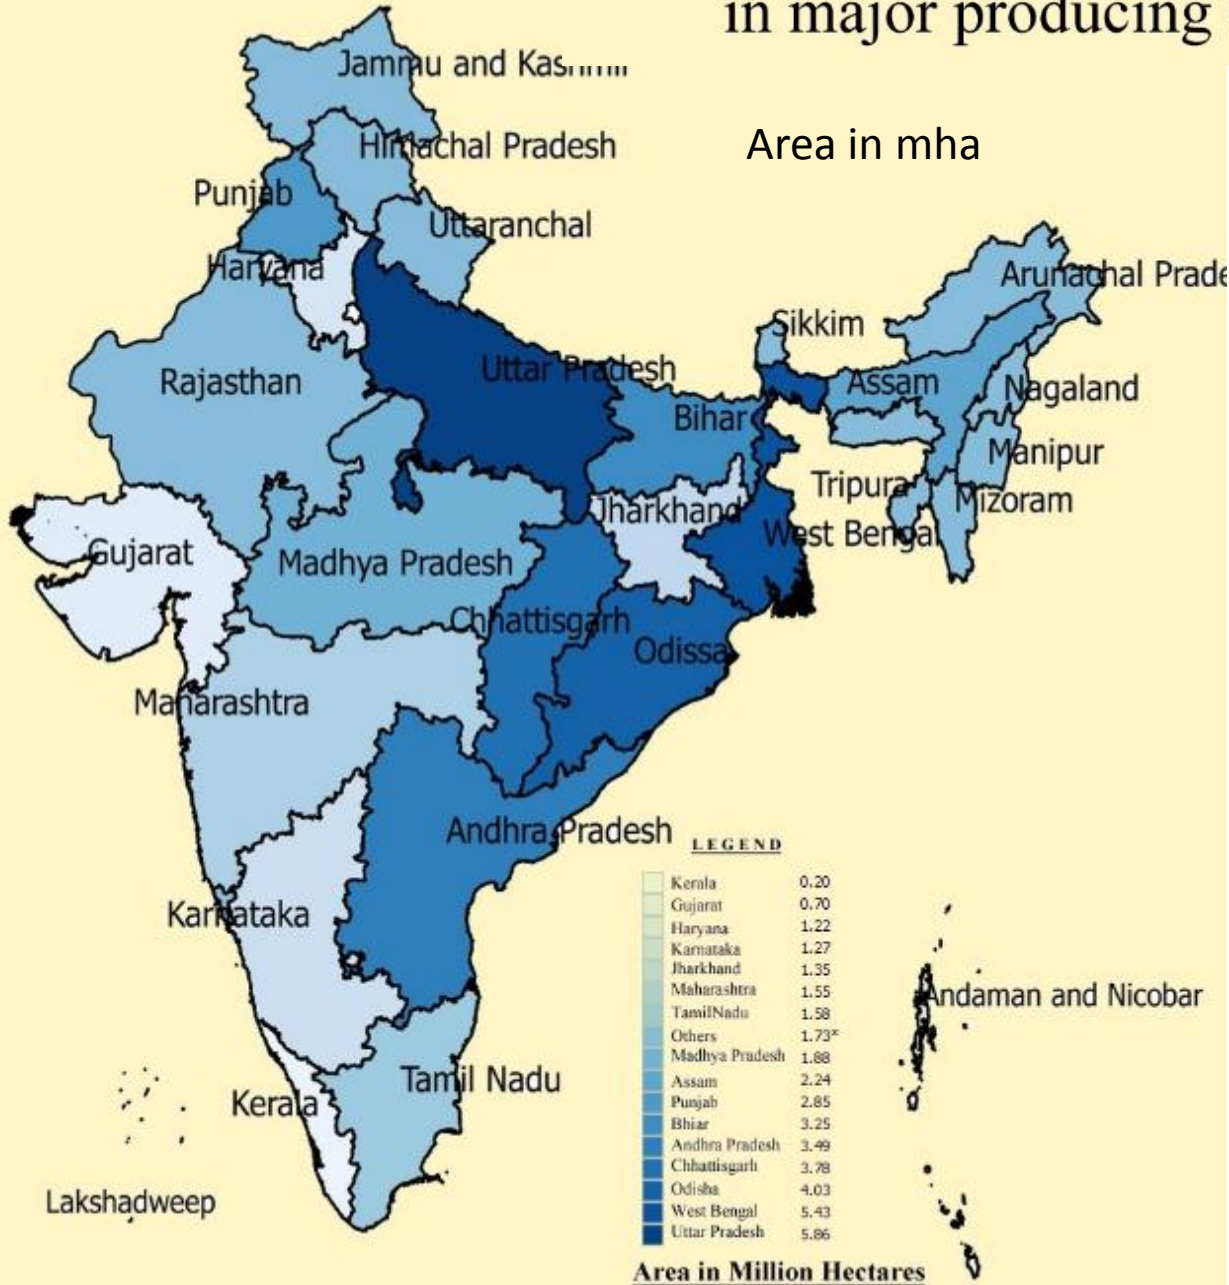 in major producing
Jammu and Kashmir
Himachal Pradesh
Area in mha
Punjab
Uttaranchal
Haryana
Arunachal Prade
Sikkim
Uttar Pradesh
Rajasthan
Assam
Nagaland
Bihar
Manipur
Tripura
Mizoram
Jharkhand
West Bengal
Gujarat
Madhya Pradesh
Chhattisgarh
Odissa
Maharashtra
Andhra Pradesh
LEGEND
Kerala 0.20
Gujarat 0.70
Haryana 1.22
Karnataka 1.27
Jharkhand 1.35
Maharashtra 1.55
TamilNadu 1.58
Others 1.73*
Madhya Pradesh 1.88
Assam 2.24
Punjab 2.85
Bhiar 3.25
Andhra Pradesh 3.49
Chhattisgarh 3.78
Odisha 4.03
West Bengal 5.43
Uttar Pradesh 5.86
Area in Million Hectares
Karnataka
Andaman and Nicobar
Tamil Nadu
Kerala
Lakshadweep